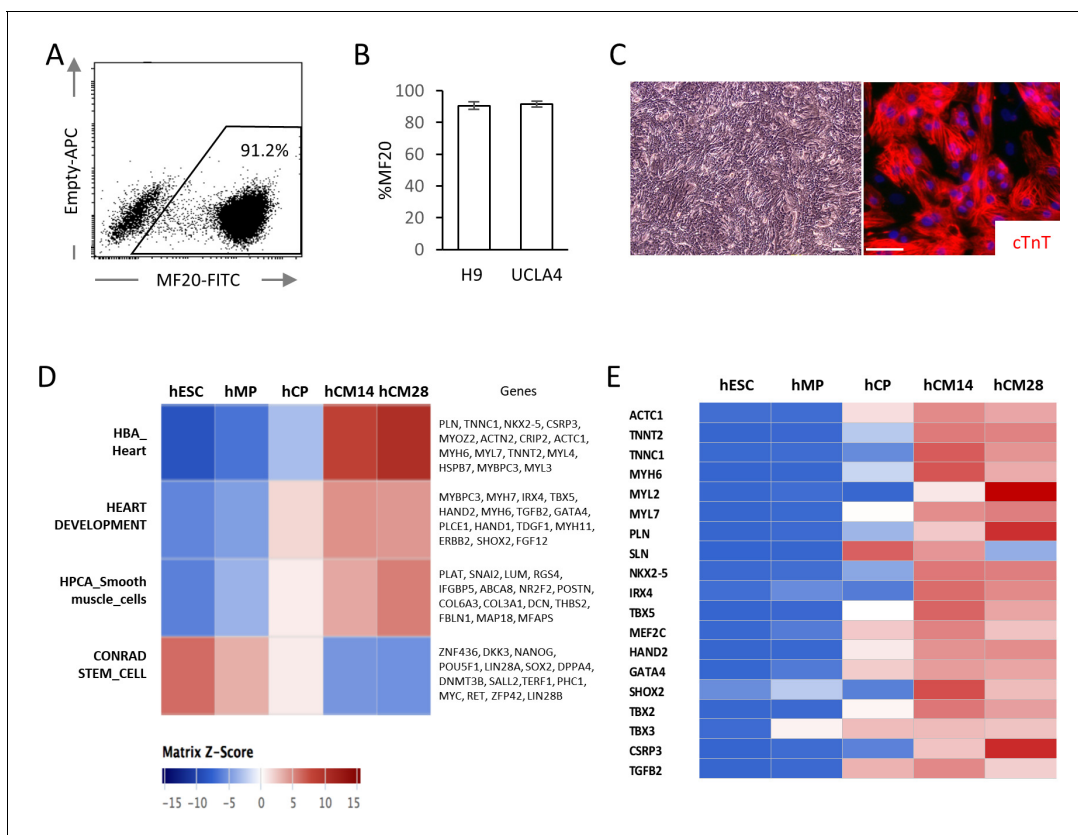 A
Empty-APC
91.2%
MF20-FITC
B
%MF20
100
80
60
40
20
0
H9
UCLA4
C
cTnT
D
hESC hMP hCP hCM14 hCM28
Genes
HBA_
Heart
PLN, TNNC1, NKX2-5, CSRP3,
MYOZ2, ACTN2, CRIP2, ACTC1,
MYH6, MYL7, TNNT2, MYL4,
HSPB7, MYBPC3, MYL3
HEART
DEVELOPMENT
MYBPC3, MYH7, IRX4, TBX5,
HAND2, MYH6, TGFB2, GATA4,
PLCE1, HAND1, TDGF1, MYH11,
ERBB2, SHOX2, FGF12
HPCA_Smooth
muscle_cells
PLAT, SNAI2, LUM, RGS4,
IFGBP5, ABCA8, NR2F2, POSTN,
COL6A3, COL3A1, DCN, THBS2,
FBLN1, MAP18, MFAPS
CONRAD
STEM_CELL
ZNF436, DKK3, NANOG,
POU5F1, LIN28A, SOX2, DPPA4,
DNMT3B, SALL2,TERF1, PHC1,
MYC, RET, ZFP42, LIN28B
Matrix Z-Score
−15 −10 −5 0 5 10 15
E
hESC hMP hCP hCM14 hCM28
ACTC1
TNNT2
TNNC1
MYH6
MYL2
MYL7
PLN
SLN
NKX2-5
IRX4
TBX5
MEF2C
HAND2
GATA4
SHOX2
TBX2
TBX3
CSRP3
TGFB2